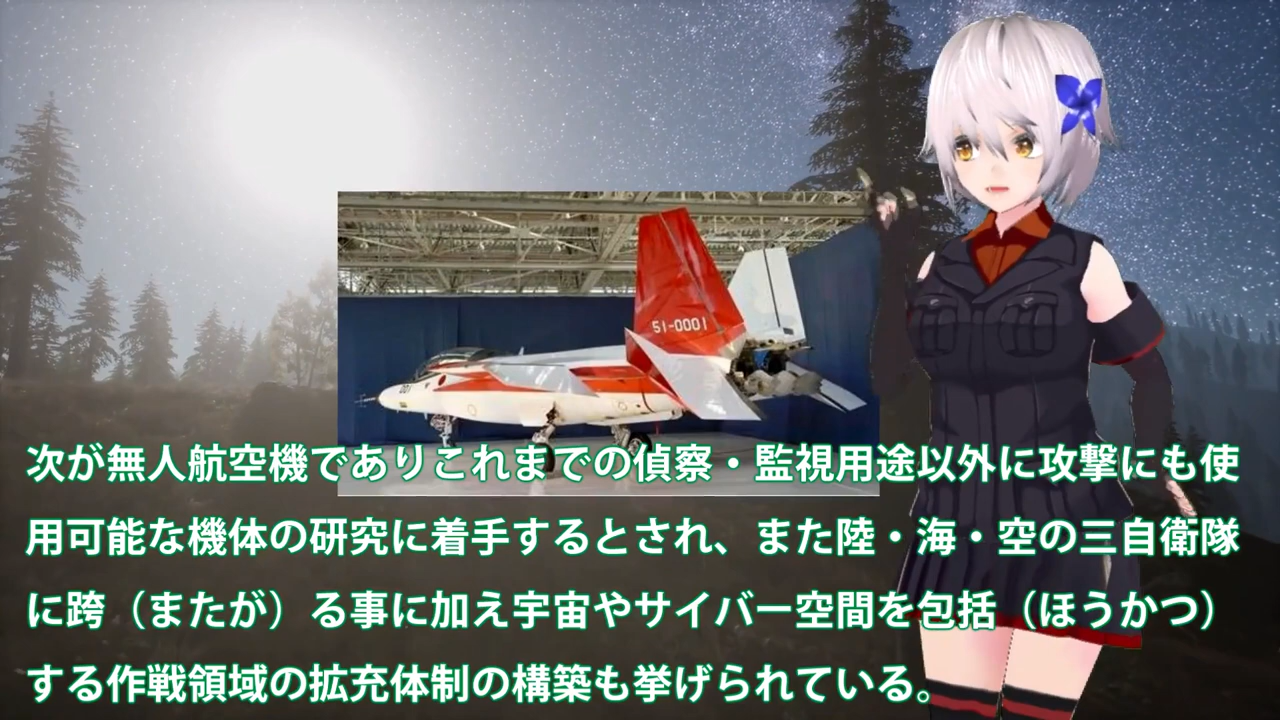 51-0001
001
次が無人航空機でありこれまでの偵察・監視用途以外に攻撃にも使
用可能な機体の研究に着手するとされ、また陸・海・空の三自衛隊
に跨（またが）る事に加え宇宙やサイバー空間を包括（ほうかつ）
する作戦領域の拡充体制の構築も挙げられている。